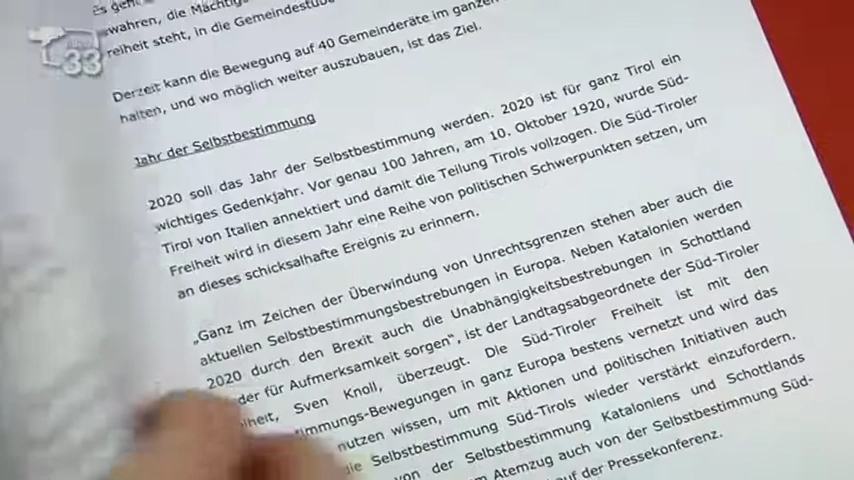 33
es geht
wahren, die Mächtig
reiheit steht, in die Gemeindestub
Derzeit kann die Bewegung auf 40 Gemeinderäte im ganzen
halten, und wo möglich weiter auszubauen, ist das Ziel.
Jahr der Selbstbestimmung
2020 soll das Jahr der Selbstbestimmung werden. 2020 ist für ganz Tirol ein
wichtiges Gedenkjahr. Vor genau 100 Jahren, am 10. Oktober 1920, wurde Süd-
Tirol von Italien annektiert und damit die Teilung Tirols vollzogen. Die Süd-Tiroler
Freiheit wird in diesem Jahr eine Reihe von politischen Schwerpunkten setzen, um
an dieses schicksalhafte Ereignis zu erinnern.
„Ganz im Zeichen der Überwindung von Unrechtsgrenzen stehen aber auch die
aktuellen Selbstbestimmungsbestrebungen in Europa. Neben Katalonien werden
2020 durch den Brexit auch die Unabhängigkeitsbestrebungen in Schottland
der für Aufmerksamkeit sorgen“, ist der Landtagsabgeordnete der Süd-Tiroler
iheit, Sven Knoll, überzeugt. Die Süd-Tiroler Freiheit ist mit den
timmungs-Bewegungen in ganz Europa bestens vernetzt und wird das
nutzen wissen, um mit Aktionen und politischen Initiativen auch
die Selbstbestimmung Süd-Tirols wieder verstärkt einzufordern.
von der Selbstbestimmung Kataloniens und Schottlands
m Atemzug auch von der Selbstbestimmung Süd-
auf der Pressekonferenz.